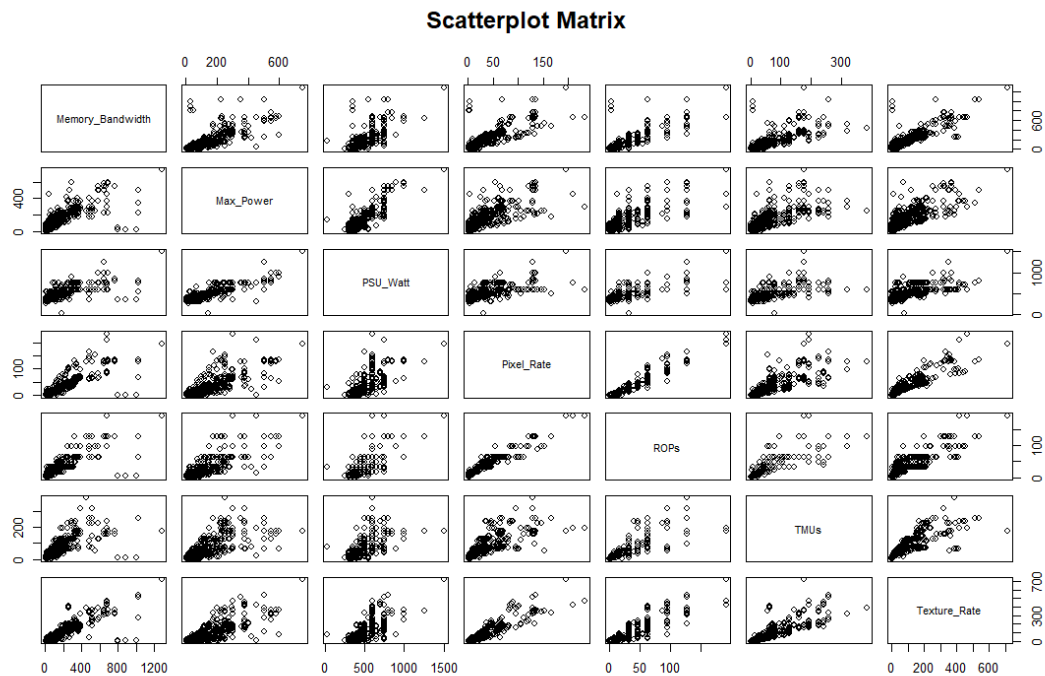 Scatterplot Matrix
0 200 400 600
0 50 150
0 100 300
Memory_Bandwidth
0 600
0 400
Max_Power
PSU_Watt
0 1000
0 100
Pixel_Rate
ROPs
0 100
0 200
TMUs
Texture_Rate
0 300 700
0 400 800 1200
0 500 1000 1500
0 50 100
0 200 400 600